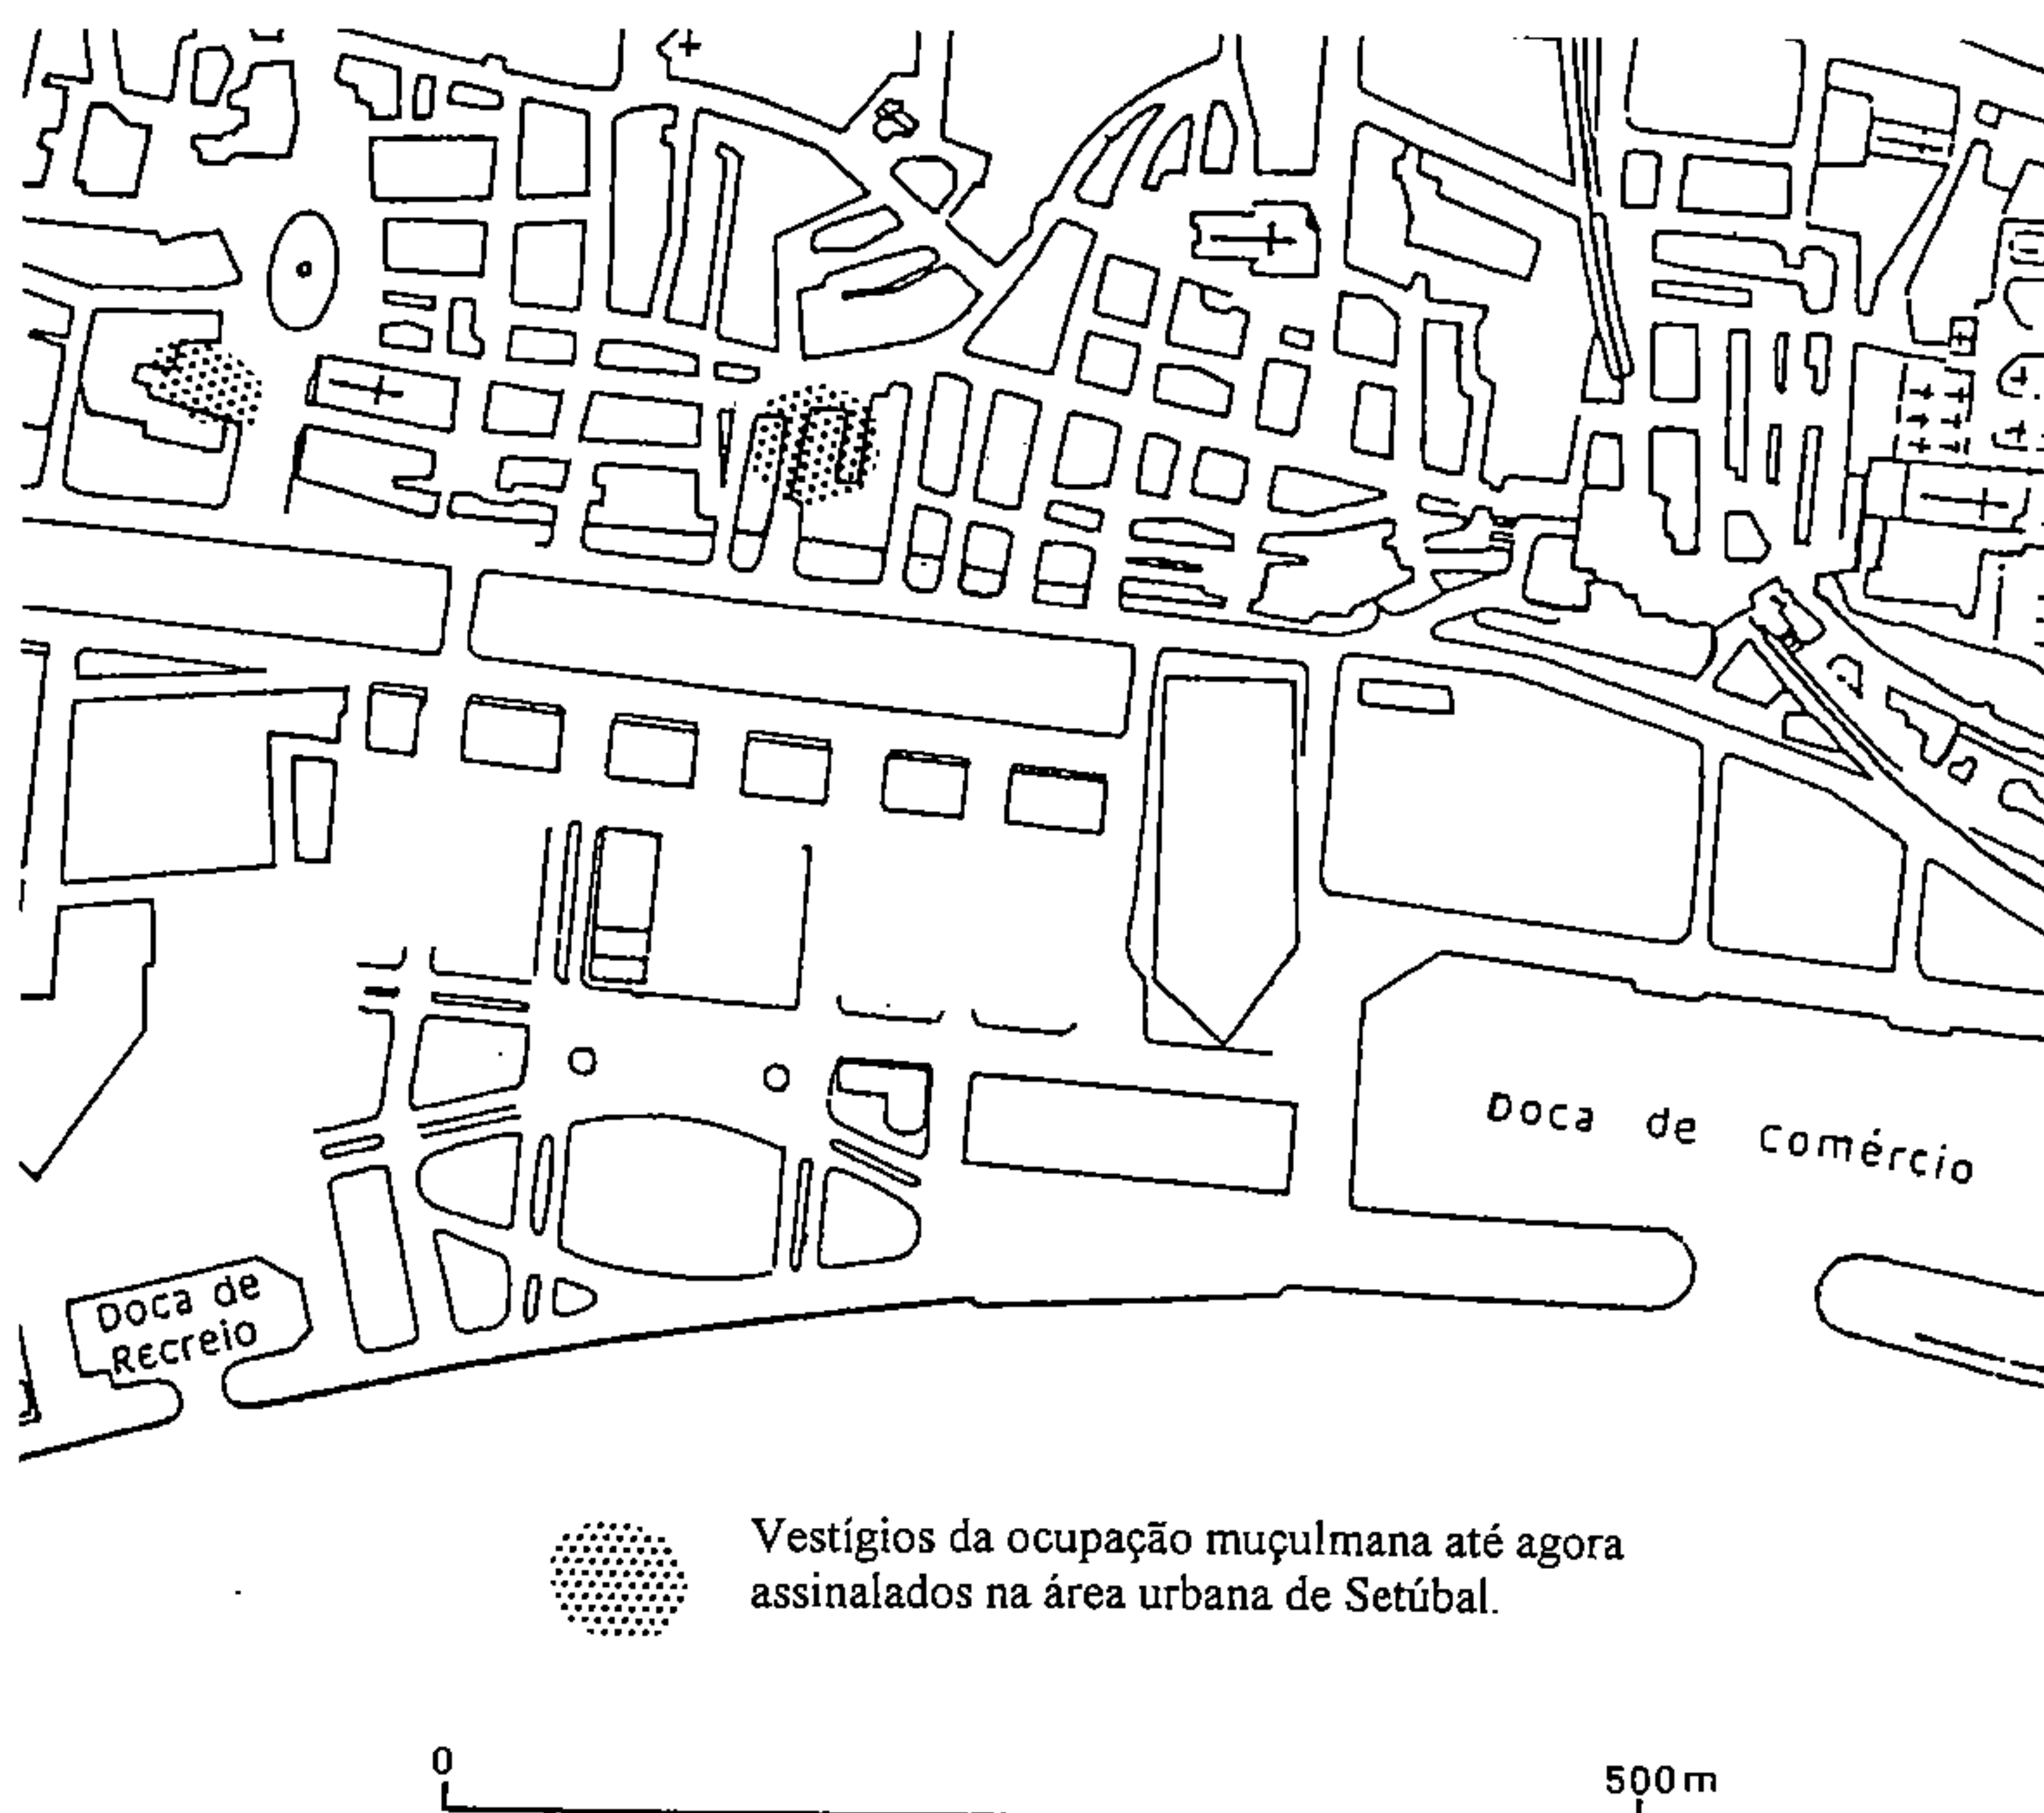 Doca de Comércio
Doca de
Recreio
Vestígios da ocupação muçulmana até agora
assinalados na área urbana de Setúbal.
0 500 m